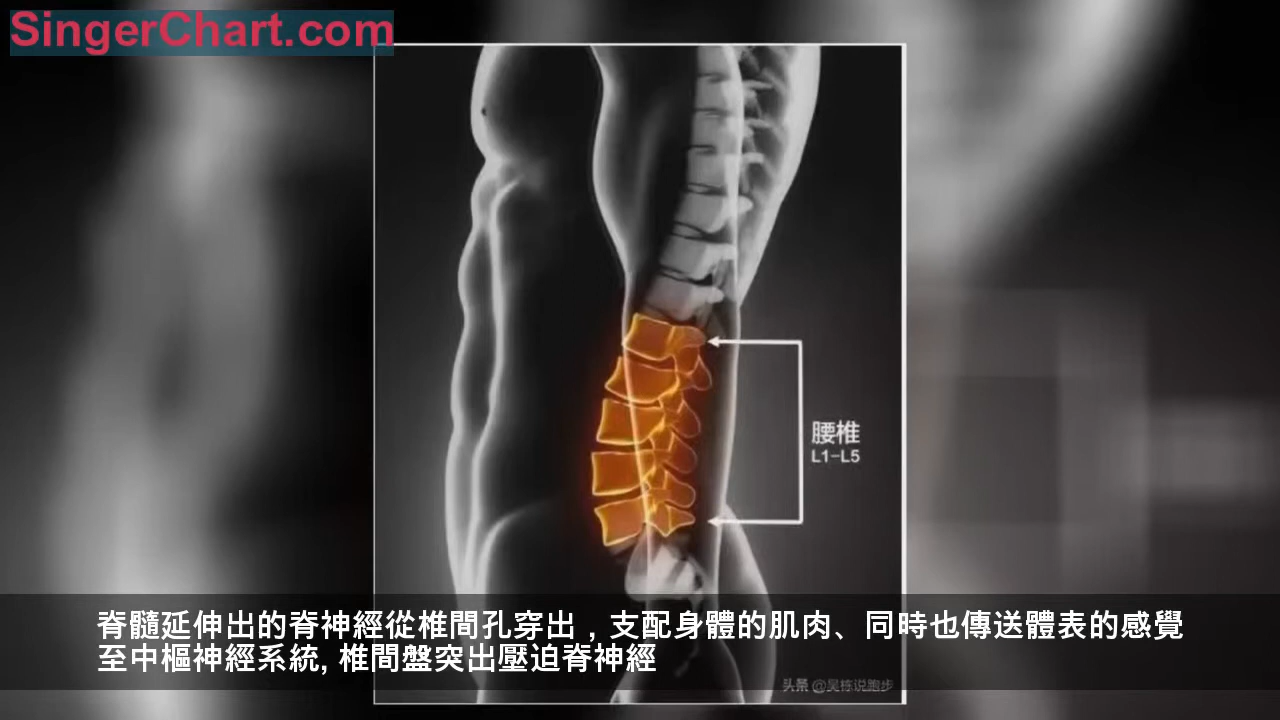 SingerChart.com
腰椎
L1-L5
脊髓延伸出的脊神經從椎間孔穿出，支配身體的肌肉、同時也傳送體表的感覺
至中樞神經系統, 椎間盤突出壓迫脊神經
头条 @吴栋说跑步